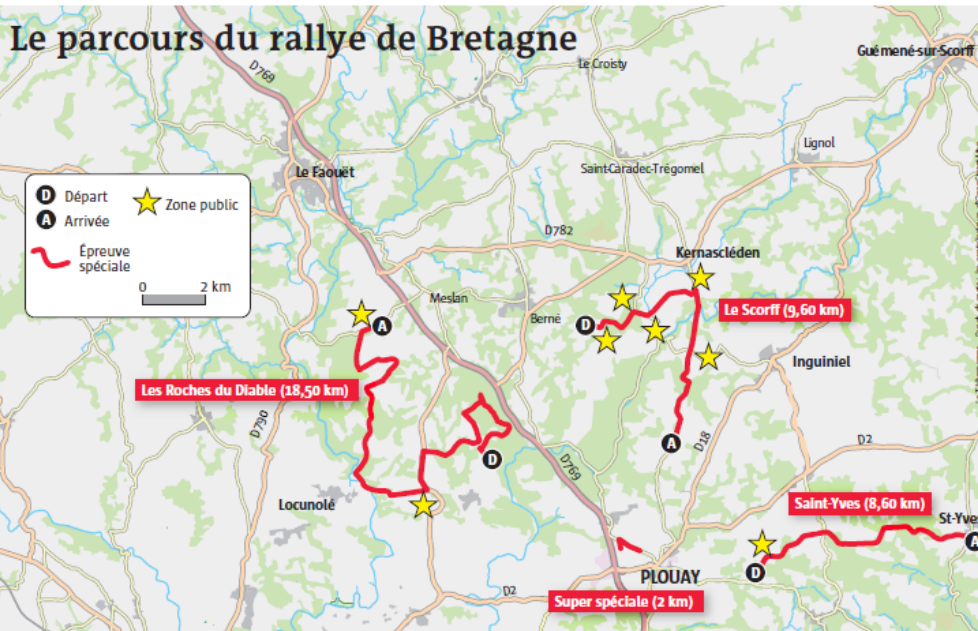 Le parcours du rallye de Bretagne
Guémené-sur-Scorff
D769
Le Croisty
Lignol
Saint-Caradec-Trégomel
Le Faouët
D Départ
A Arrivée
Zone public
Épreuve
spéciale
0 2 km
D782
Kernascléden
Meslan
Berné
Le Scorff (9,60 km)
D
A
Inguiniel
Les Roches du Diable (18,50 km)
D790
D18
A
D2
D
D769
Locunolé
Saint-Yves (8,60 km)
St-Yves
A
D
PLOUAY
D2
Super spéciale (2 km)